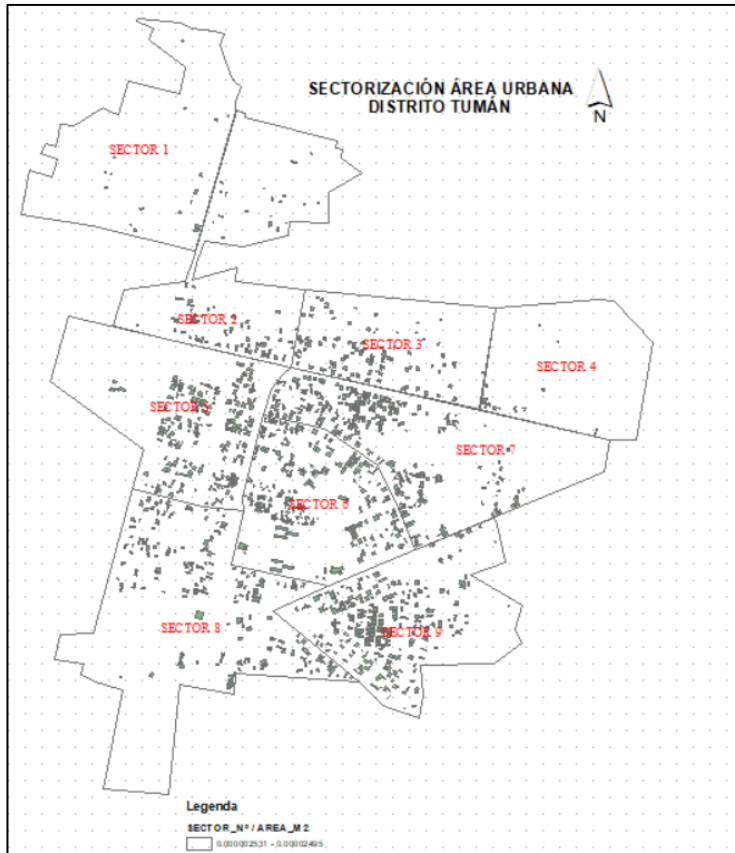 SECTORIZACIÓN ÁREA URBANA
DISTRITO TUMÁN
N
SECTOR 1
SECTOR 2
SECTOR 3
SECTOR 4
SECTOR 5
SECTOR 7
SECTOR 6
SECTOR 8
SECTOR 9
Legenda
SECTOR_Nº / AREA_M2